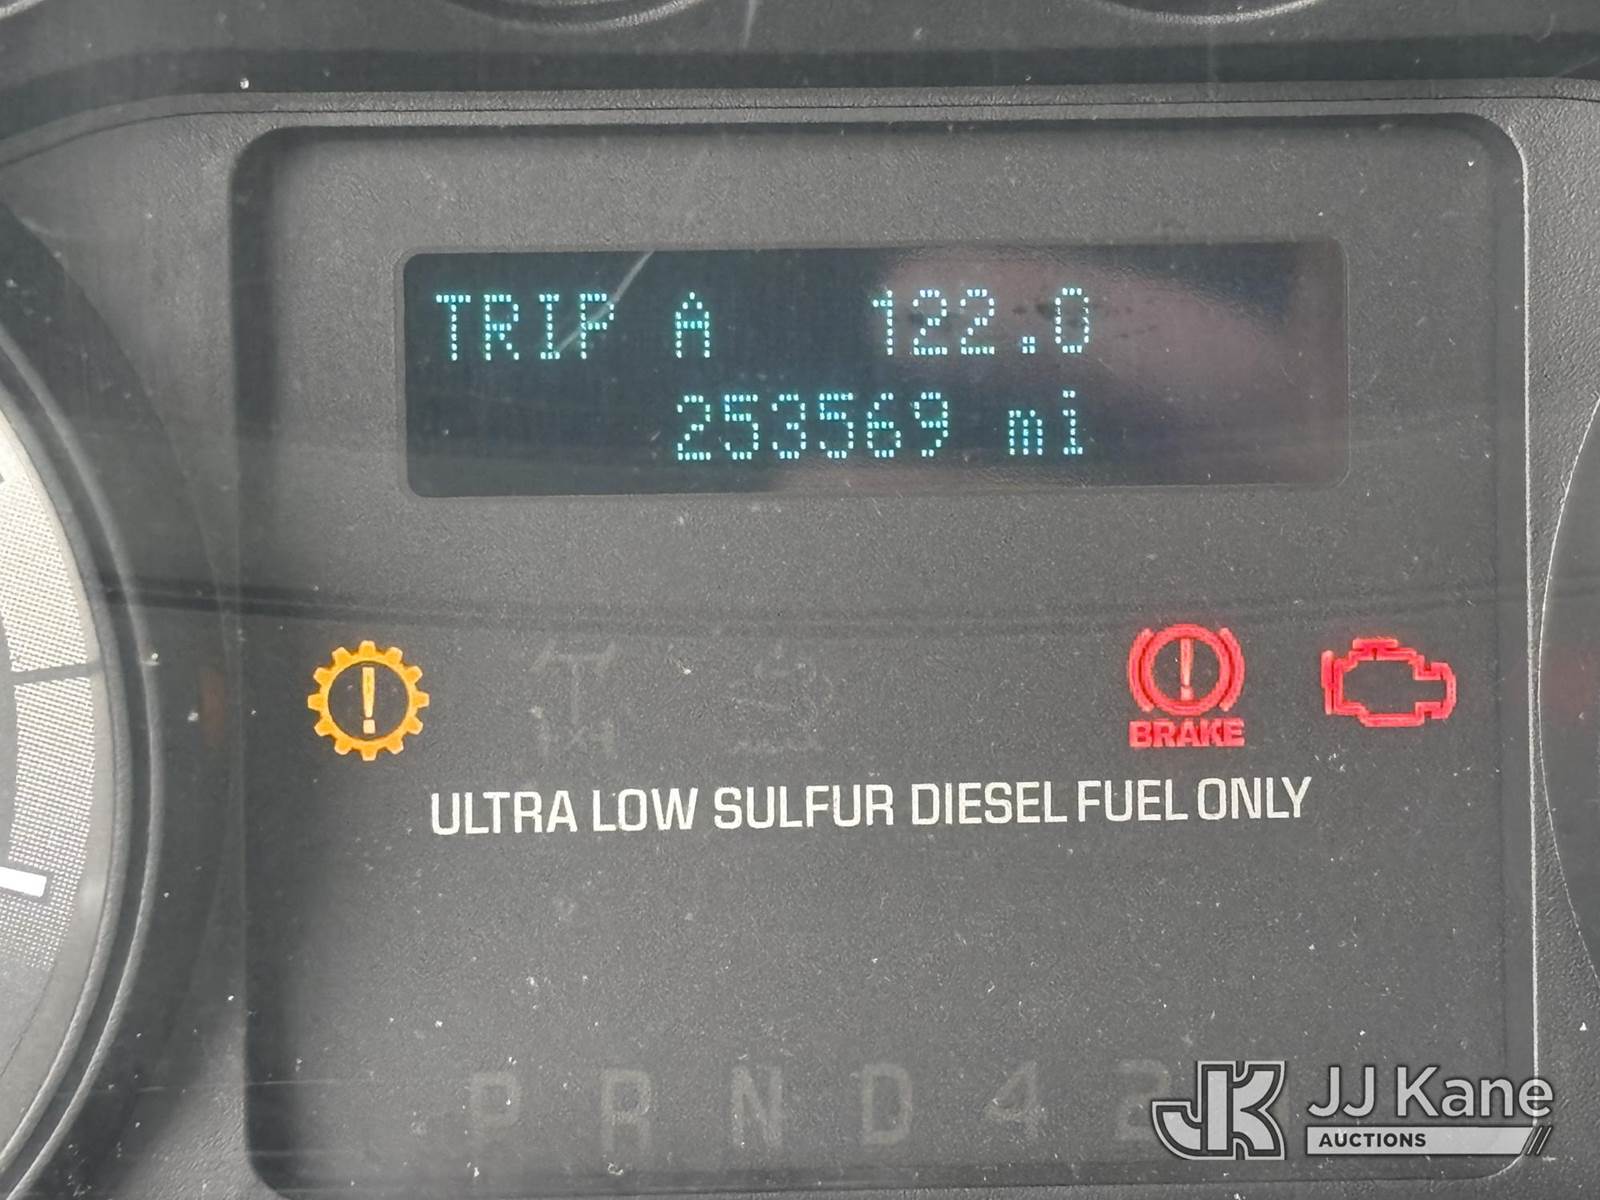 TRIP A 122.0
253569 mi
BRAKE
ULTRA LOW SULFUR DIESEL FUEL ONLY
P R N D 4 2
JK JJ Kane
AUCTIONS